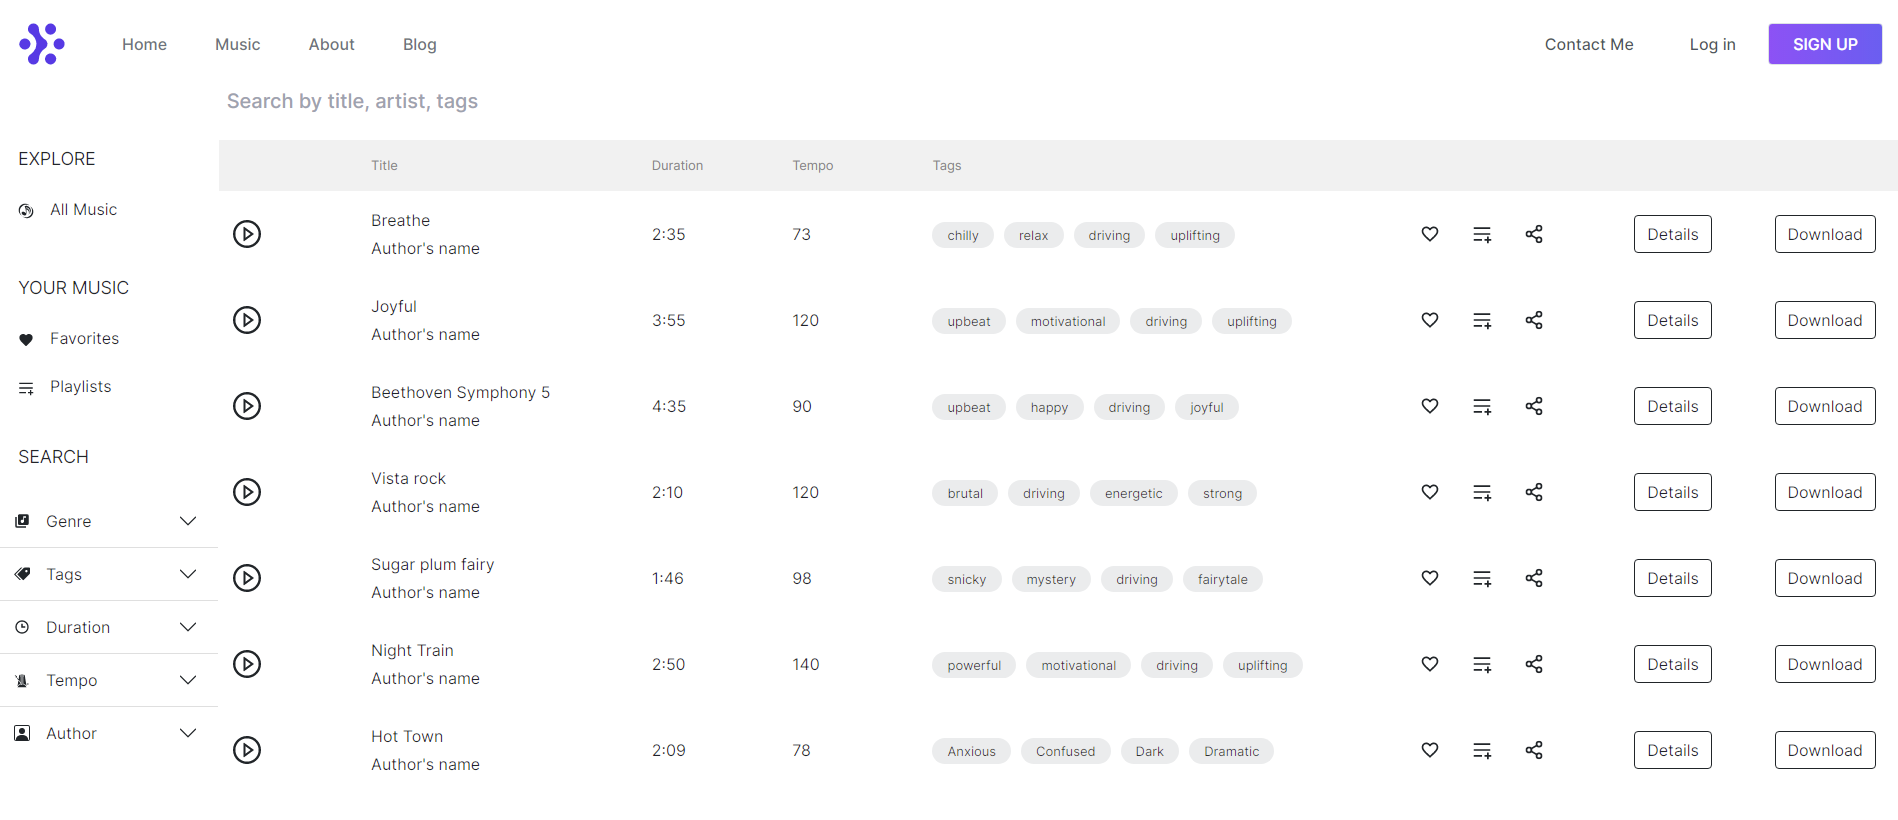 Home Music About Blog Contact Me Log in SIGN UP
Search by title, artist, tags
EXPLORE
All Music
YOUR MUSIC
Favorites
Playlists
SEARCH
Genre
Tags
Duration
Tempo
Author
Title Duration Tempo Tags
Breathe
Author's name
2:35 73 chilly relax driving uplifting Details Download
Joyful
Author's name
3:55 120 upbeat motivational driving uplifting Details Download
Beethoven Symphony 5
Author's name
4:35 90 upbeat happy driving joyful Details Download
Vista rock
Author's name
2:10 120 brutal driving energetic strong Details Download
Sugar plum fairy
Author's name
1:46 98 snicky mystery driving fairytale Details Download
Night Train
Author's name
2:50 140 powerful motivational driving uplifting Details Download
Hot Town
Author's name
2:09 78 Anxious Confused Dark Dramatic Details Download